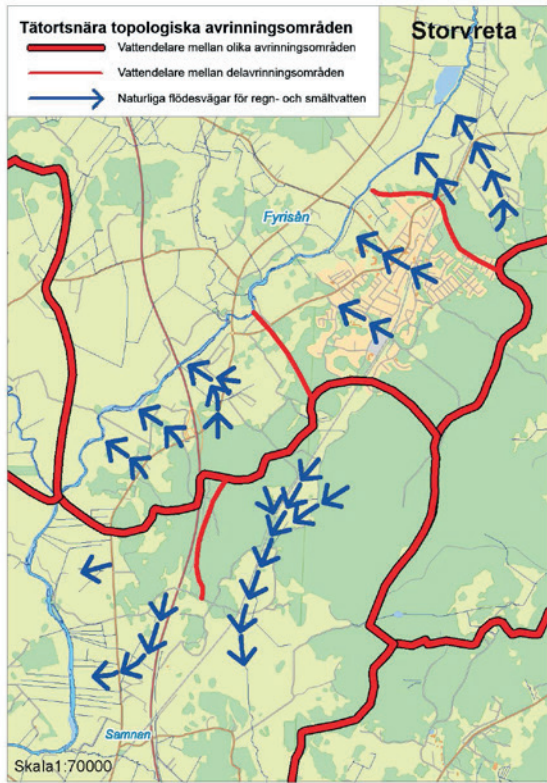 Tätortsnära topologiska avrinningsområden
Vattendelare mellan olika avrinningsområden
Vattendelare mellan delavrinningsområden
Naturliga flödesvägar för regn- och smältvatten
Storvreta
Fyrisån
Samnan
Skala1:70000